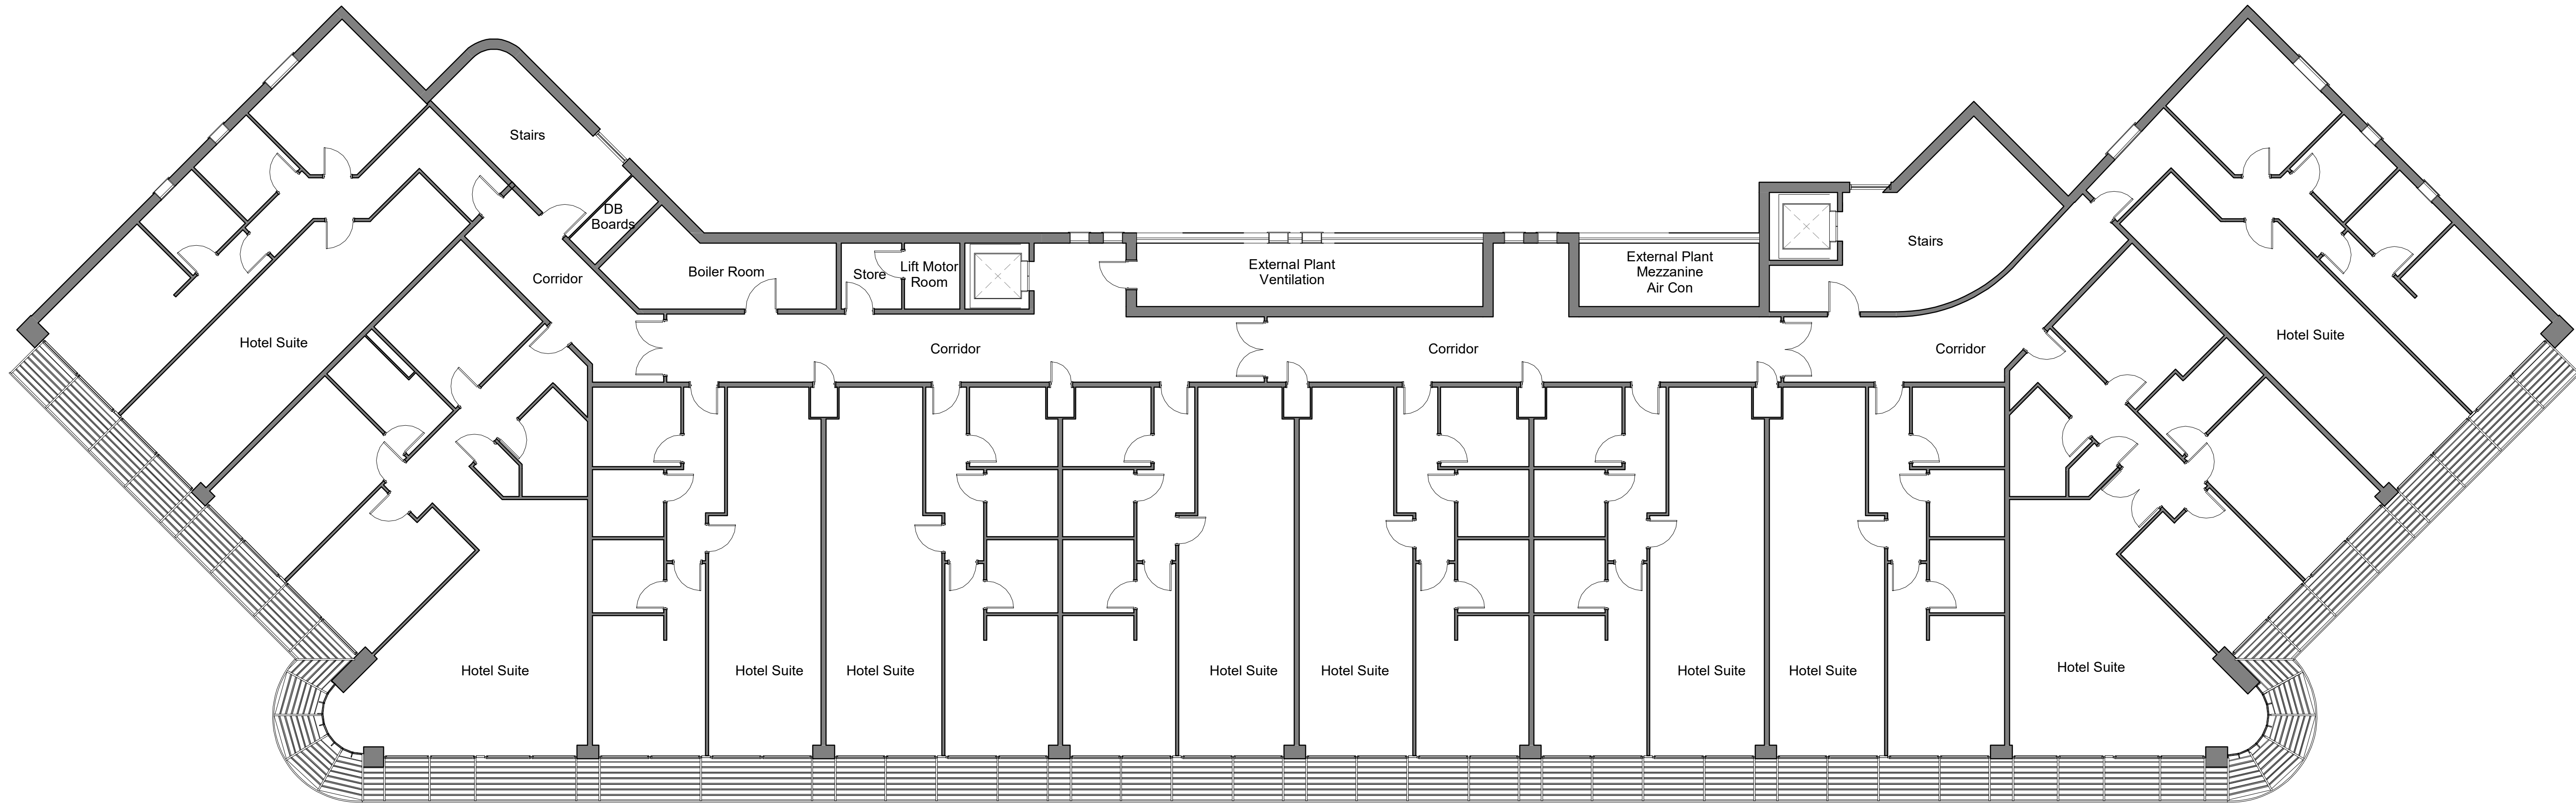 Stairs
DB
Boards
Corridor
Boiler Room
Store
Lift Motor
Room
External Plant
Ventilation
External Plant
Mezzanine
Air Con
Stairs
Hotel Suite
Corridor
Corridor
Corridor
Hotel Suite
Hotel Suite
Hotel Suite
Hotel Suite
Hotel Suite
Hotel Suite
Hotel Suite
Hotel Suite
Hotel Suite